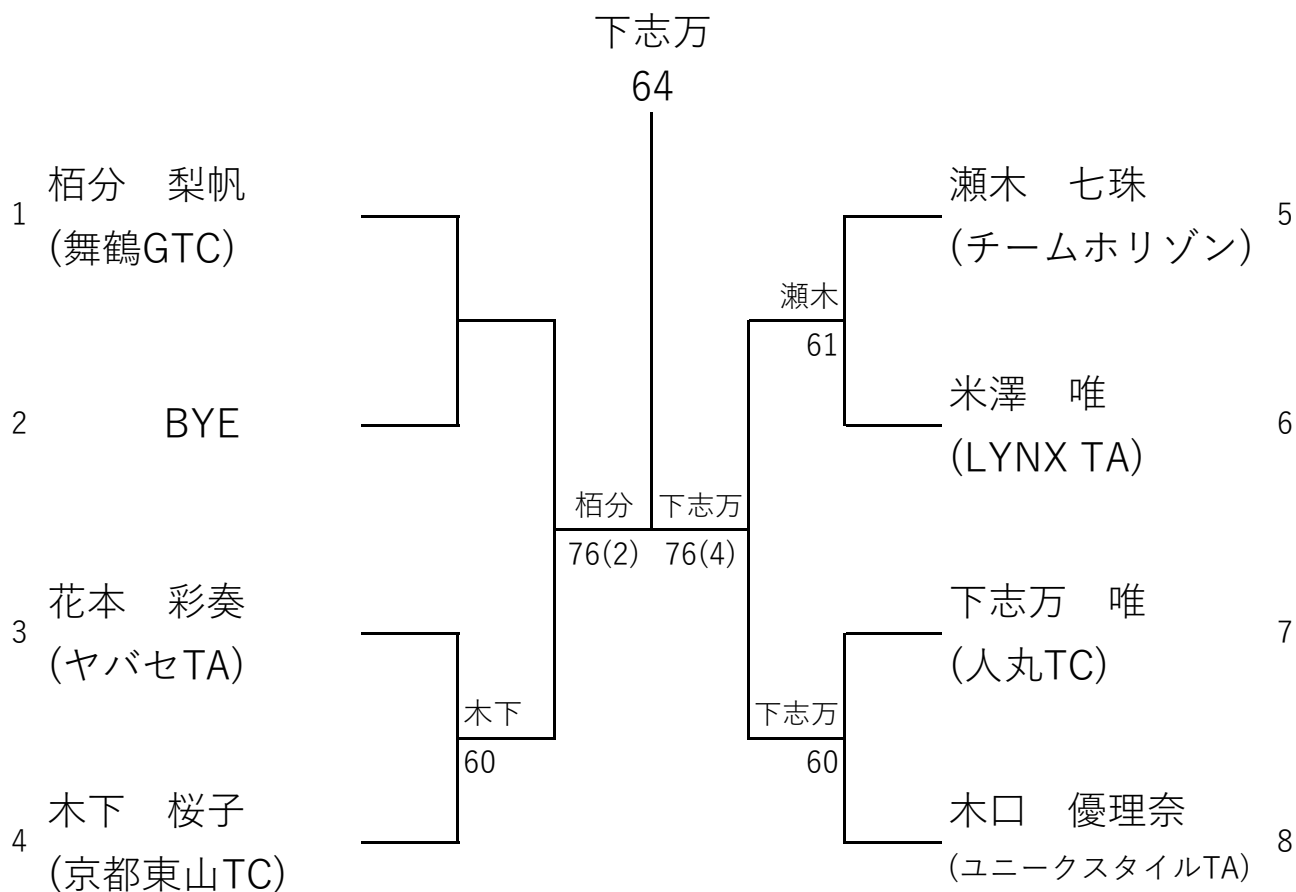 下志万
64
1
栢分 梨帆
(舞鶴GTC)
2
BYE
3
花本 彩奏
(ヤバセTA)
4
木下 桜子
(京都東山TC)
木下
60
栢分
76(2)
下志万
76(4)
瀬木
61
下志万
60
瀬木 七珠
(チームホリゾン)
5
米澤 唯
(LYNX TA)
6
下志万 唯
(人丸TC)
7
木口 優理奈
(ユニークスタイルTA)
8